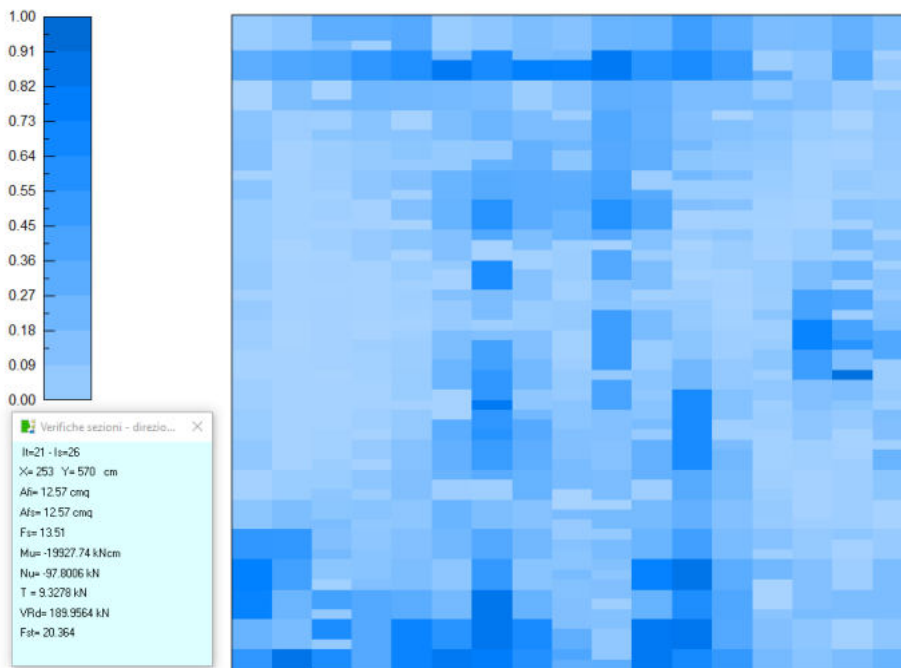 1.00
0.91
0.82
0.73
0.64
0.55
0.45
0.36
0.27
0.18
0.09
0.00
Verifiche sezioni - direzio...
It=21 - Is=26
X= 253 Y= 570 cm
Afi= 12.57 cmq
Afs= 12.57 cmq
Fs= 13.51
Mu= -19927.74 kNcm
Nu= -97.8006 kN
T = 9.3278 kN
VRd= 189.9564 kN
Fst= 20.364